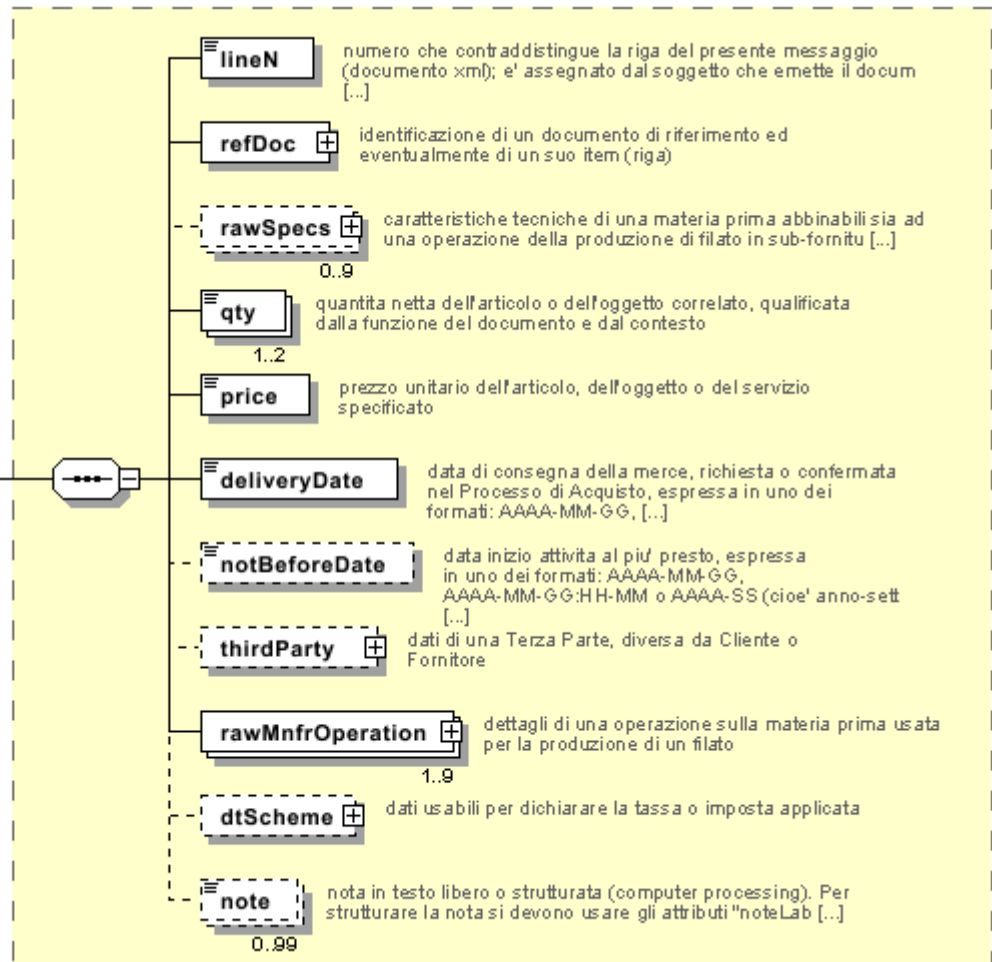 lineN
numero che contraddistingue la riga del presente messaggio
(documento xml); e' assegnato dal soggetto che emette il docum
[...]
refDoc
identificazione di un documento di riferimento ed
eventualmente di un suo item (riga)
rawSpecs
caratteristiche tecniche di una materia prima abbinabili sia ad
una operazione della produzione di filato in sub-fornitu [...]
0..9
qty
quantita netta dell'articolo o dell'oggetto correlato, qualificata
dalla funzione del documento e dal contesto
1..2
price
prezzo unitario dell'articolo, dell'oggetto o del servizio
specificato
deliveryDate
data di consegna della merce, richiesta o confermata
nel Processo di Acquisto, espressa in uno dei
formati: AAAA-MM-GG, [...]
notBeforeDate
data inizio attivita al piu' presto, espressa
in uno dei formati: AAAA-MM-GG,
AAAA-MM-GG:HH-MM o AAAA-SS (cioe' anno-sett
[...]
thirdParty
dati di una Terza Parte, diversa da Cliente o
Fornitore
rawMnfrOperation
dettagli di una operazione sulla materia prima usata
per la produzione di un filato
1..9
dtScheme
dati usabili per dichiarare la tassa o imposta applicata
note
nota in testo libero o strutturata (computer processing). Per
strutturare la nota si devono usare gli attributi "noteLab [...]
0..99